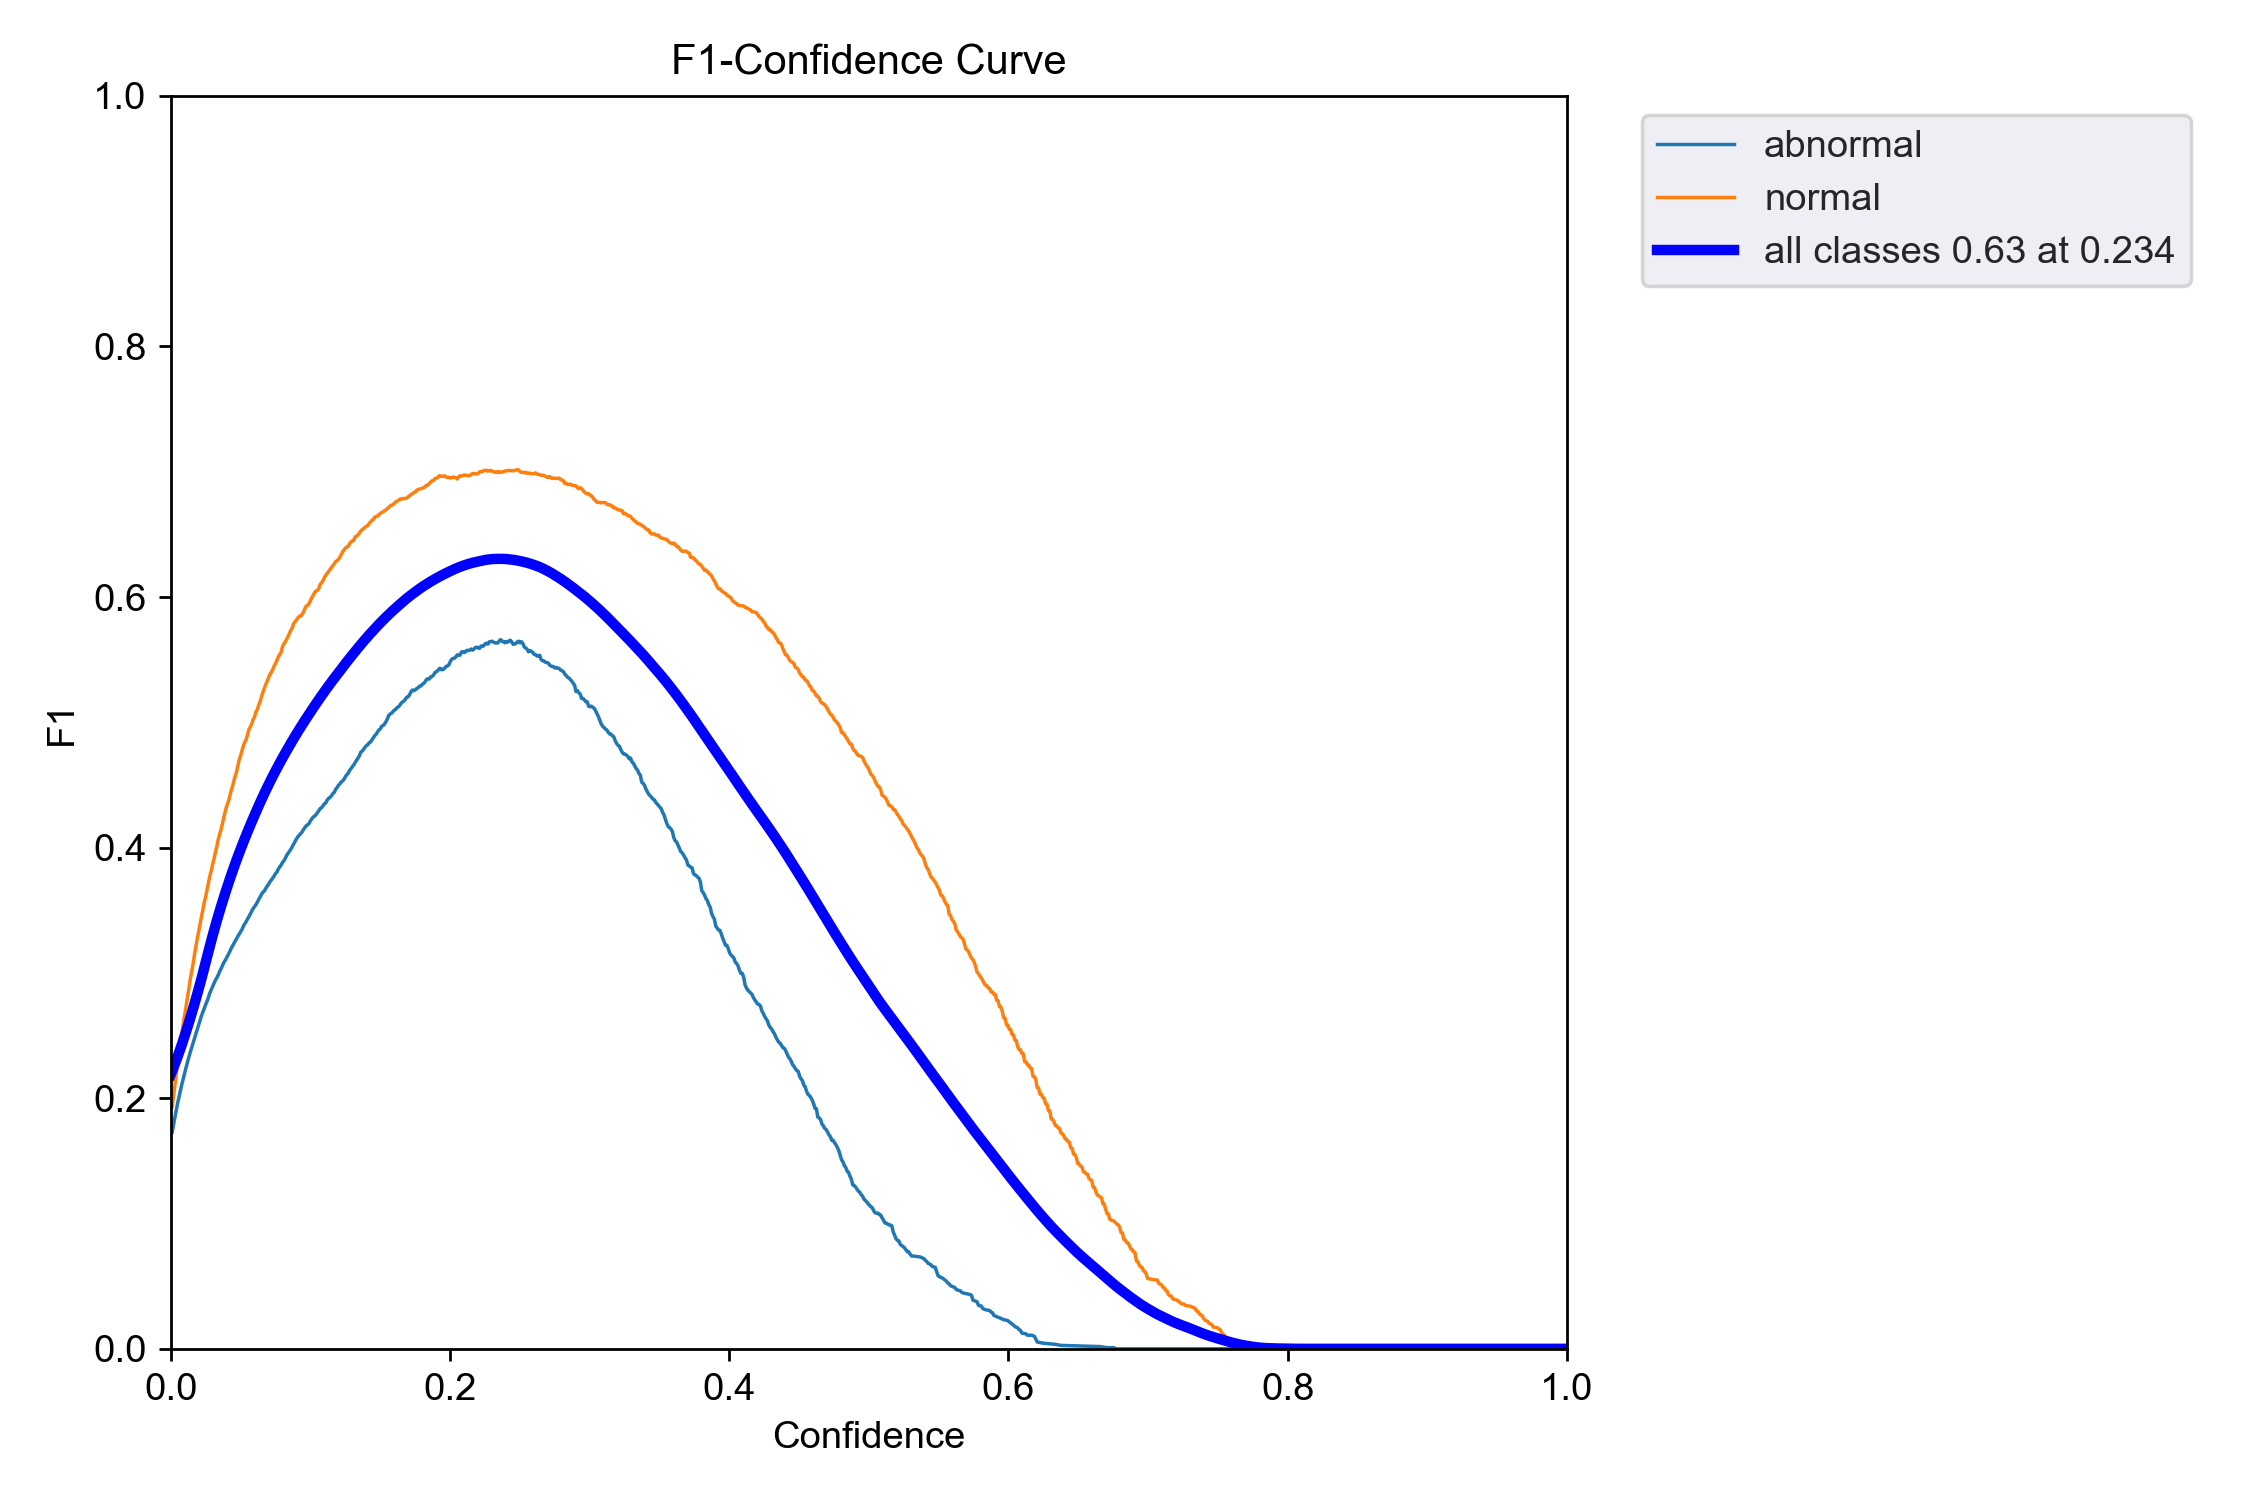 F1-Confidence Curve
1.0
0.8
0.6
0.4
0.2
0.0
F1
0.0 0.2 0.4 0.6 0.8 1.0
Confidence
abnormal
normal
all classes 0.63 at 0.234